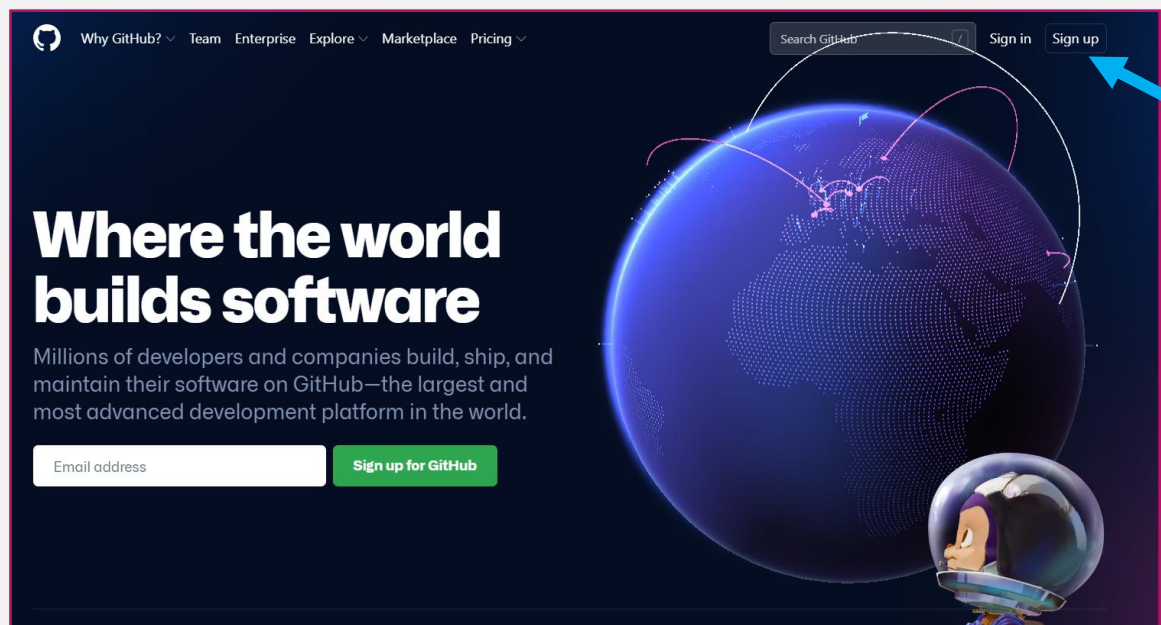 Why GitHub? Team Enterprise Explore Marketplace Pricing Search GitHub / Sign in Sign up
Where the world
builds software
Millions of developers and companies build, ship, and
maintain their software on GitHub—the largest and
most advanced development platform in the world.
Email address Sign up for GitHub